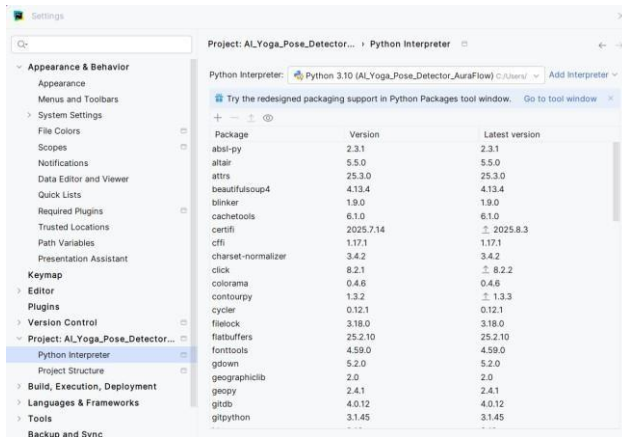 Settings
Appearance & Behavior
Appearance
Menus and Toolbars
System Settings
File Colors
Scopes
Notifications
Data Editor and Viewer
Quick Lists
Required Plugins
Trusted Locations
Path Variables
Presentation Assistant
Keymap
Editor
Plugins
Version Control
Project: AI_Yoga_Pose_Detector...
Python Interpreter
Project Structure
Build, Execution, Deployment
Languages & Frameworks
Tools
Backup and Sync
Project: AI_Yoga_Pose_Detector... › Python Interpreter
Python Interpreter: Python 3.10 (AI_Yoga_Pose_Detector_AuraFlow) C:/Users/ Add Interpreter
Try the redesigned packaging support in Python Packages tool window. Go to tool window
Package Version Latest version
absl-py 2.3.1 2.3.1
altair 5.5.0 5.5.0
attrs 25.3.0 25.3.0
beautifulsoup4 4.13.4 4.13.4
blinker 1.9.0 1.9.0
cachetools 6.1.0 6.1.0
certifi 2025.7.14 2025.8.3
cffi 1.17.1 1.17.1
charset-normalizer 3.4.2 3.4.2
click 8.2.1 8.2.2
colorama 0.4.6 0.4.6
contourpy 1.3.2 1.3.3
cycler 0.12.1 0.12.1
filelock 3.18.0 3.18.0
flatbuffers 25.2.10 25.2.10
fonttools 4.59.0 4.59.0
gdown 5.2.0 5.2.0
geographiclib 2.0 2.0
geopy 2.4.1 2.4.1
gitdb 4.0.12 4.0.12
gitpython 3.1.45 3.1.45